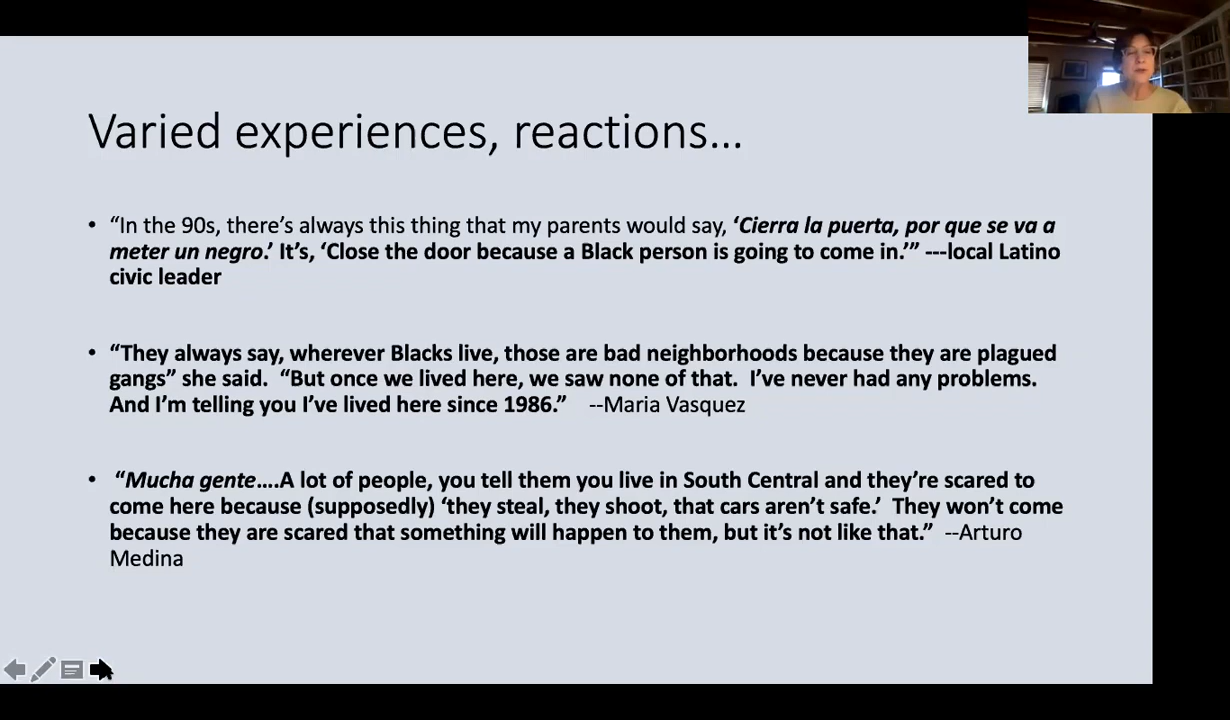 Varied experiences, reactions…
• “In the 90s, there’s always this thing that my parents would say, ‘Cierra la puerta, por que se va a
meter un negro.’ It’s, ‘Close the door because a Black person is going to come in.’” ---local Latino
civic leader
• “They always say, wherever Blacks live, those are bad neighborhoods because they are plagued
gangs” she said. “But once we lived here, we saw none of that. I’ve never had any problems.
And I’m telling you I’ve lived here since 1986.” --Maria Vasquez
• “Mucha gente….A lot of people, you tell them you live in South Central and they’re scared to
come here because (supposedly) ‘they steal, they shoot, that cars aren’t safe.’ They won’t come
because they are scared that something will happen to them, but it’s not like that.” --Arturo
Medina